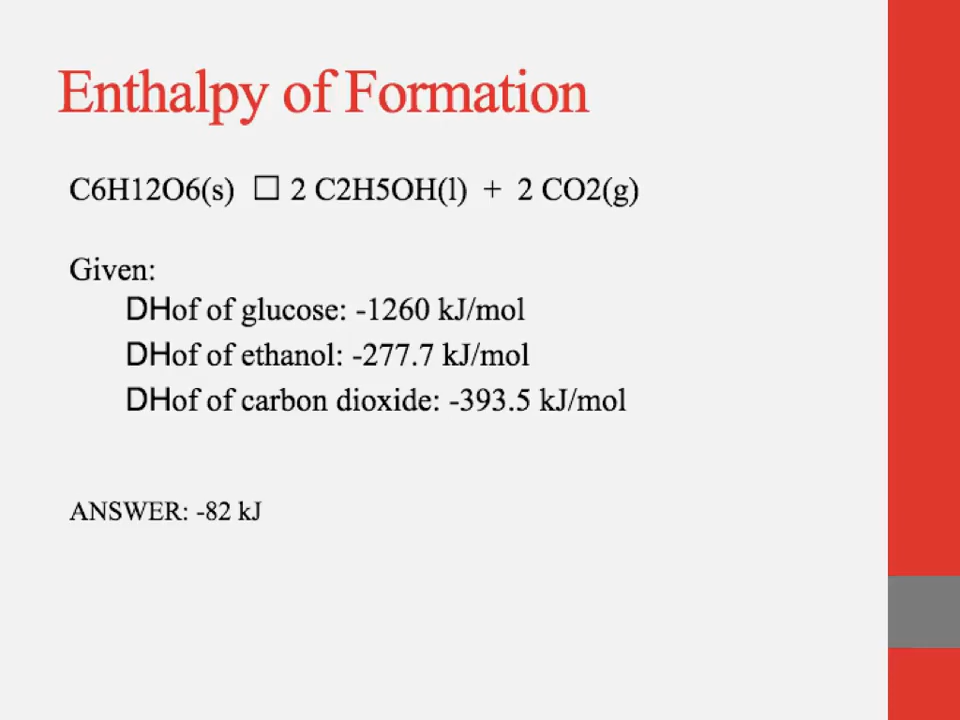 Enthalpy of Formation
C6H12O6(s) □ 2 C2H5OH(l) + 2 CO2(g)
Given:
DHof of glucose: -1260 kJ/mol
DHof of ethanol: -277.7 kJ/mol
DHof of carbon dioxide: -393.5 kJ/mol
ANSWER: -82 kJ